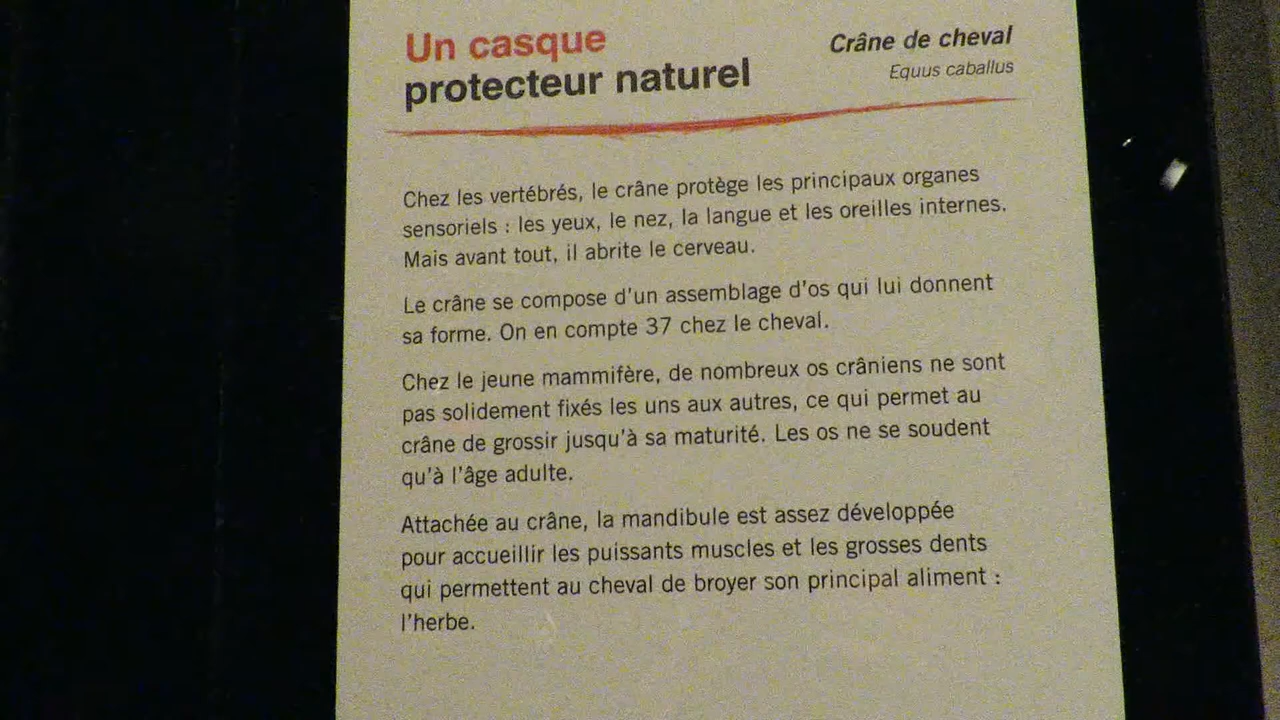 Un casque
protecteur naturel
Crâne de cheval
Equus caballus
Chez les vertébrés, le crâne protège les principaux organes
sensoriels : les yeux, le nez, la langue et les oreilles internes.
Mais avant tout, il abrite le cerveau.
Le crâne se compose d'un assemblage d'os qui lui donnent
sa forme. On en compte 37 chez le cheval.
Chez le jeune mammifère, de nombreux os crâniens ne sont
pas solidement fixés les uns aux autres, ce qui permet au
crâne de grossir jusqu'à sa maturité. Les os ne se soudent
qu'à l'âge adulte.
Attachée au crâne, la mandibule est assez développée
pour accueillir les puissants muscles et les grosses dents
qui permettent au cheval de broyer son principal aliment :
l'herbe.